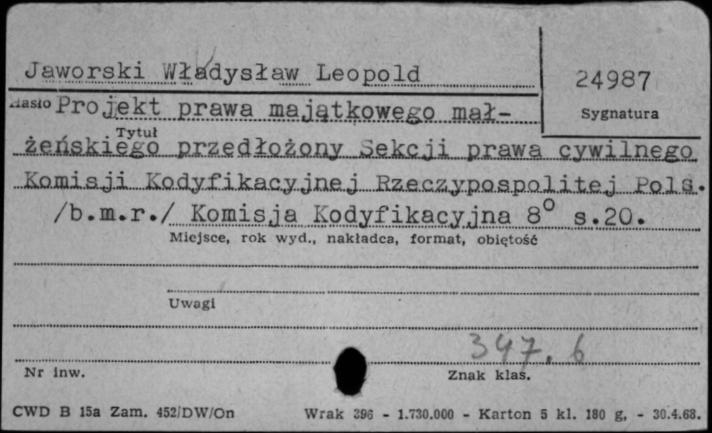 Jaworski Władysław Leopold
24987
Hasło Projekt prawa majątkowego mał-
Sygnatura
Tytuł
żeńskiego przedłożony Sekcji prawa cywilnego
Komisji Kodyfikacyjnej Rzeczypospolitej Pols.
/b.m.r./ Komisja Kodyfikacyjna 8° s.20.
Miejsce, rok wyd., nakładca, format, objętość
Uwagi
347.6
Nr inw.
Znak klas.
CWD B 15a Zam. 452/DW/On Wrak 396 - 1.730.000 - Karton 5 kl. 180 g. - 30.4.68.